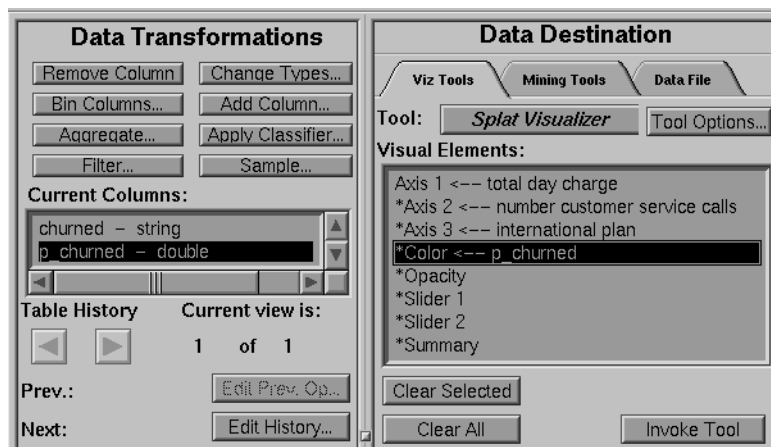 Data Transformations
Remove Column
Change Types...
Bin Columns...
Add Column...
Aggregate...
Apply Classifier...
Filter...
Sample...
Current Columns:
churned – string
p_churned – double
Table History
Current view is:
1 of 1
Prev.:
Edit Prev. Op...
Next:
Edit History...
Data Destination
Viz Tools
Mining Tools
Data File
Tool:
Splat Visualizer
Tool Options...
Visual Elements:
Axis 1 <-- total day charge
*Axis 2 <-- number customer service calls
*Axis 3 <-- international plan
*Color <-- p_churned
*Opacity
*Slider 1
*Slider 2
*Summary
Clear Selected
Clear All
Invoke Tool